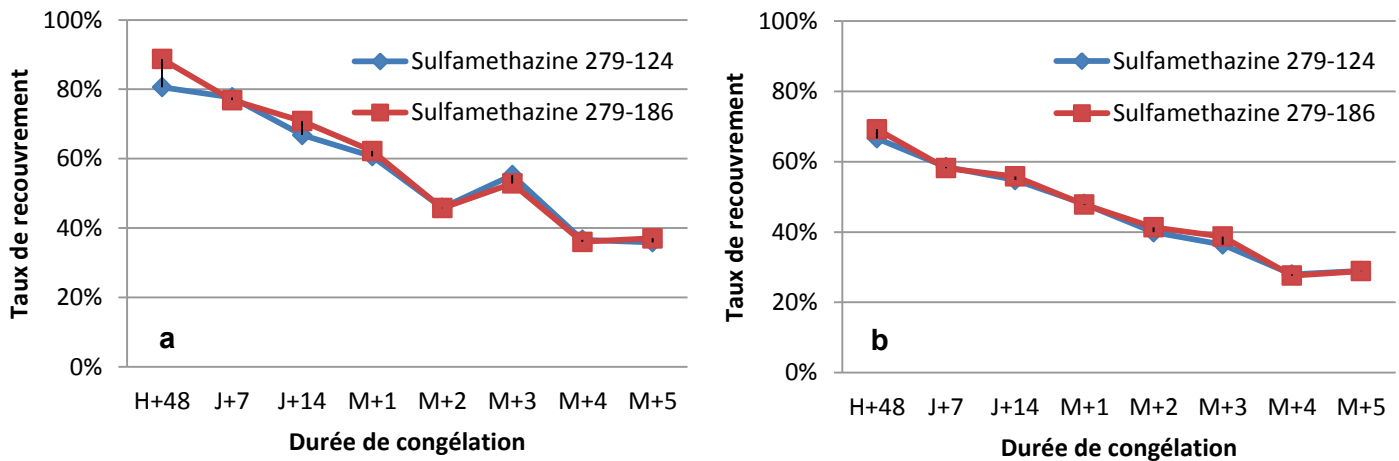 Taux de recouvrement
100%
80%
60%
40%
20%
0%
Sulfamethazine 279-124
Sulfamethazine 279-186
a
H+48 J+7 J+14 M+1 M+2 M+3 M+4 M+5
Durée de congélation
Taux de recouvrement
100%
80%
60%
40%
20%
0%
Sulfamethazine 279-124
Sulfamethazine 279-186
b
H+48 J+7 J+14 M+1 M+2 M+3 M+4 M+5
Durée de congélation